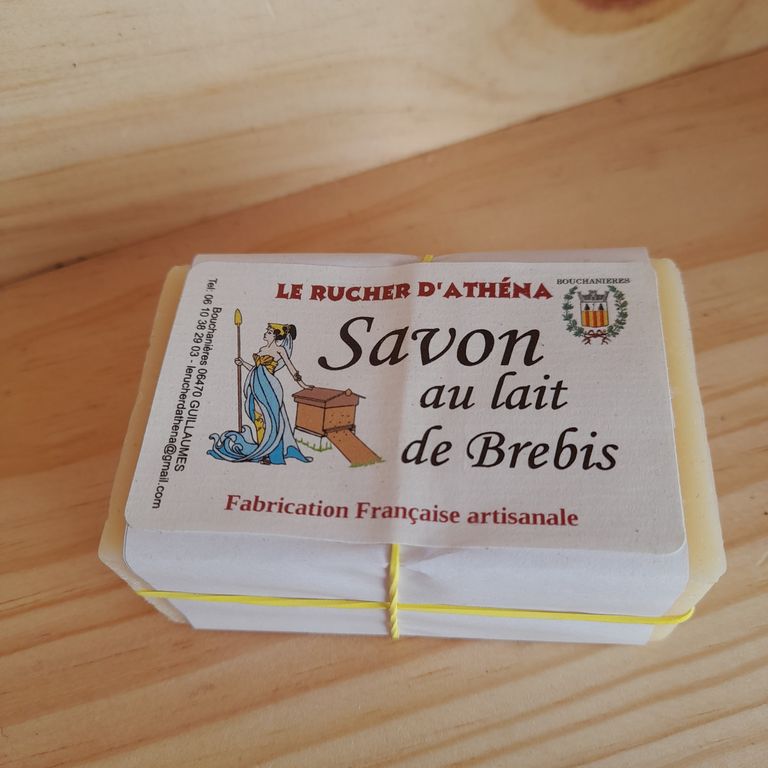 LE RUCHER D'ATHÉNA
BOUCHANIERES
Savon
au lait
de Brebis
Fabrication Française artisanale
Bouchanières 06470 GUILLAUMES
Tel: 06 10 38 29 03 - lerucherdathena@gmail.com